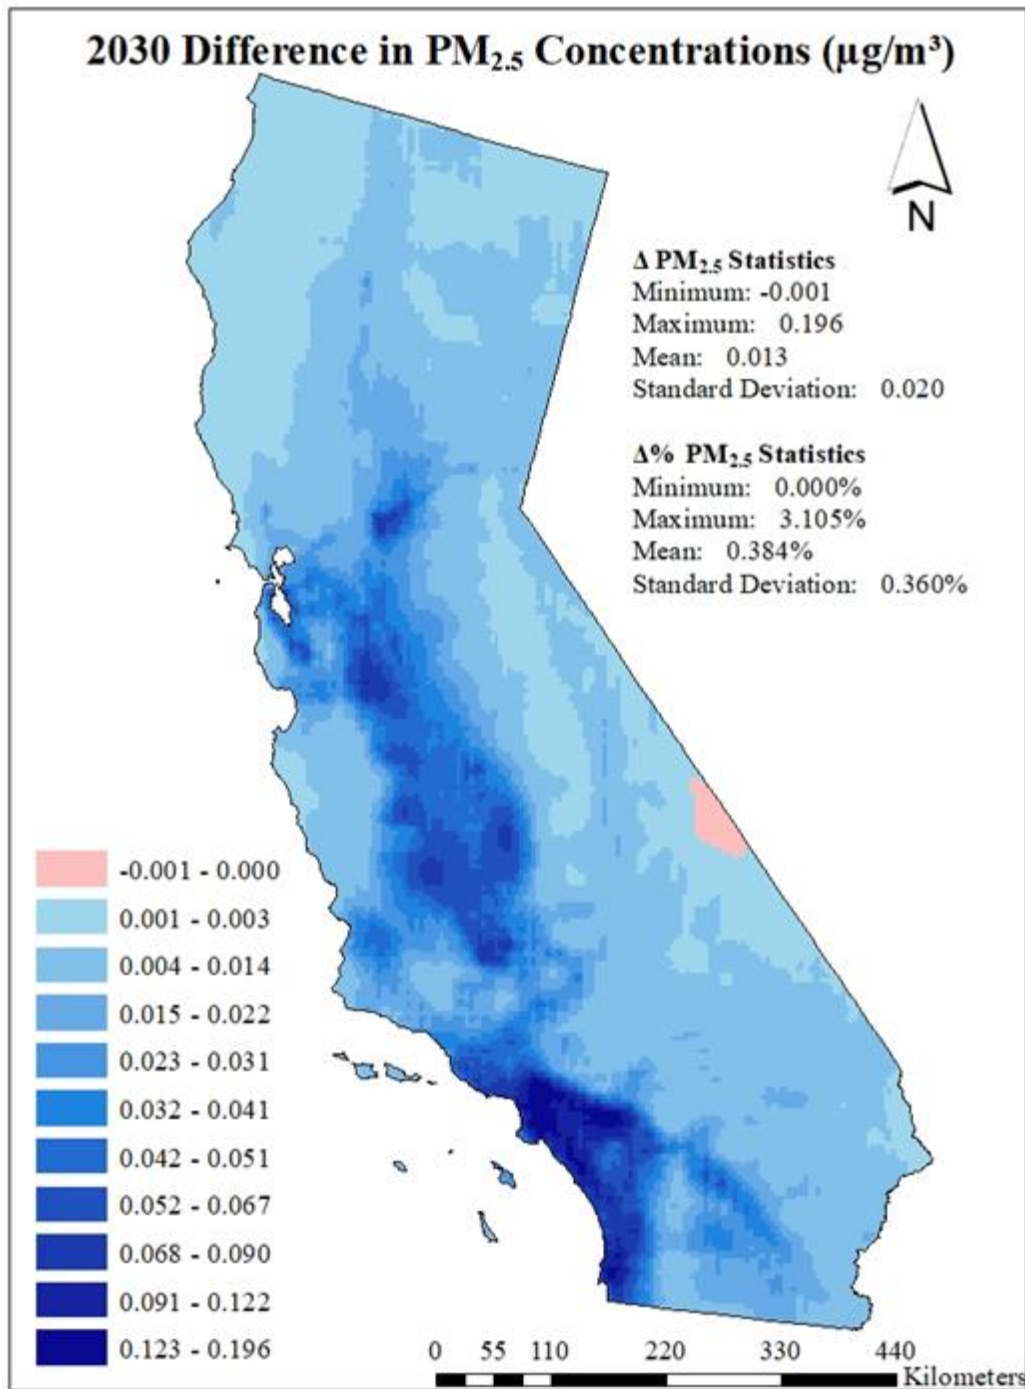 2030 Difference in PM₂.₅ Concentrations (µg/m³)
N
Δ PM₂.₅ Statistics
Minimum: -0.001
Maximum: 0.196
Mean: 0.013
Standard Deviation: 0.020
Δ% PM₂.₅ Statistics
Minimum: 0.000%
Maximum: 3.105%
Mean: 0.384%
Standard Deviation: 0.360%
-0.001 - 0.000
0.001 - 0.003
0.004 - 0.014
0.015 - 0.022
0.023 - 0.031
0.032 - 0.041
0.042 - 0.051
0.052 - 0.067
0.068 - 0.090
0.091 - 0.122
0.123 - 0.196
0 55 110 220 330 440
Kilometers